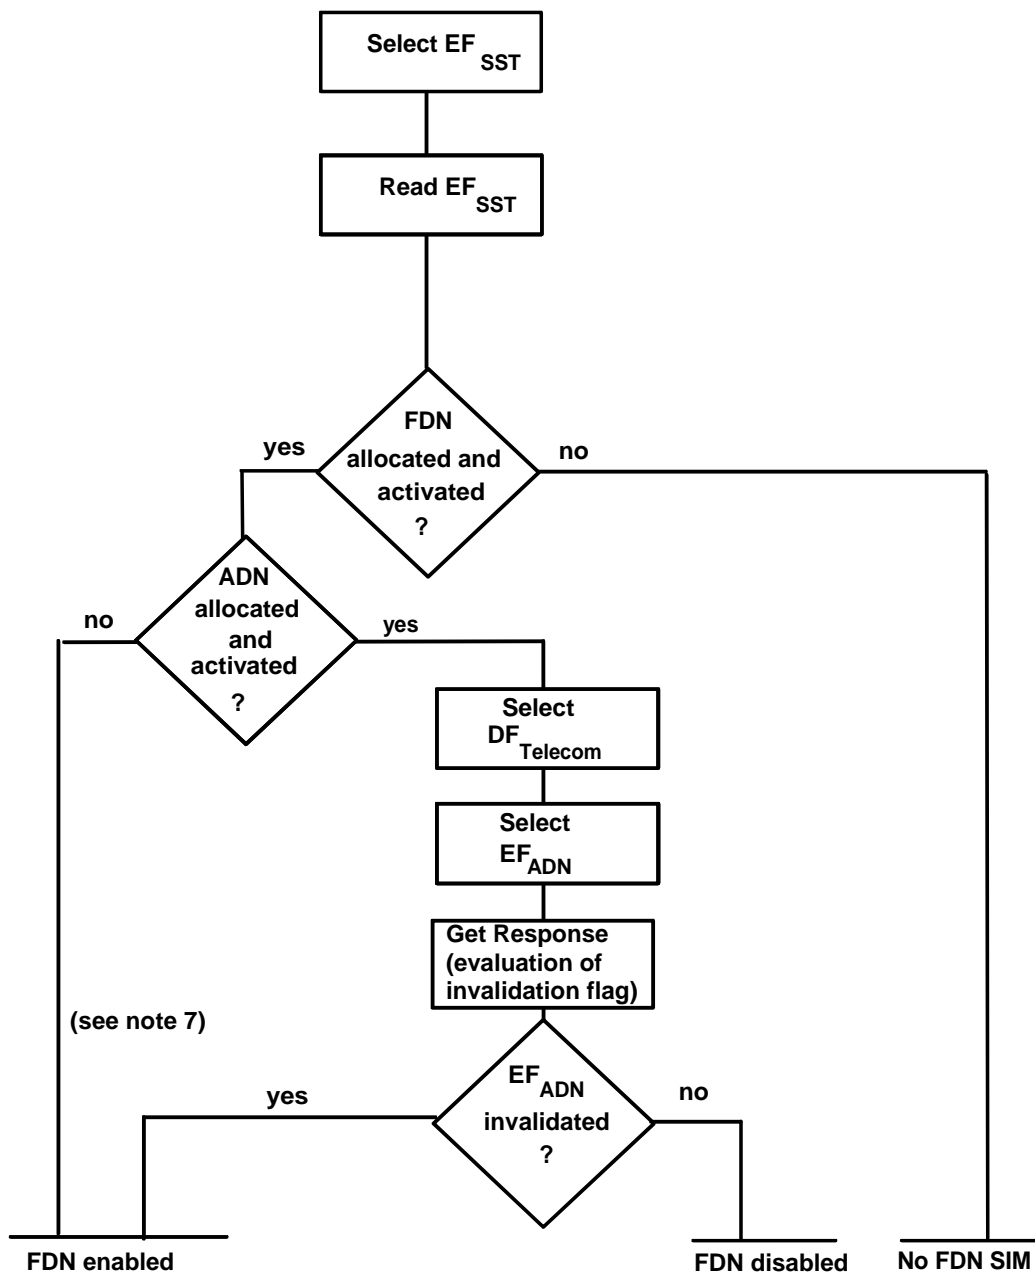 Select EF SST
Read EF SST
FDN
allocated and
activated
?
yes
no
ADN
allocated
and
activated
?
no
yes
Select
DF Telecom
Select
EF ADN
Get Response
(evaluation of
invalidation flag)
(see note 7)
EF ADN
invalidated
?
yes
no
FDN enabled
FDN disabled
No FDN SIM